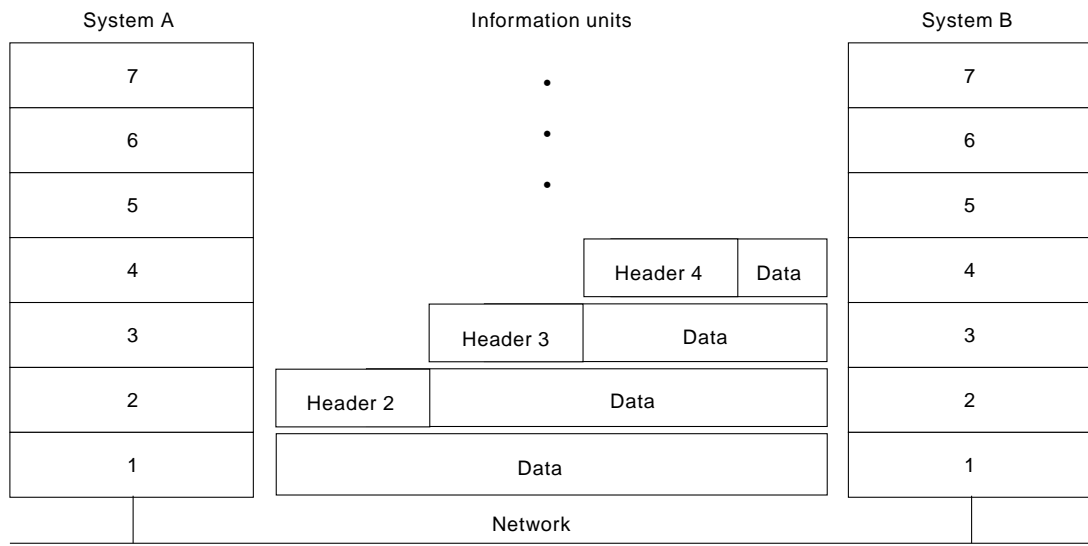 System A Information units System B
7 7
6 6
5 5
4 Header 4 Data 4
3 Header 3 Data 3
2 Header 2 Data 2
1 Data 1
Network